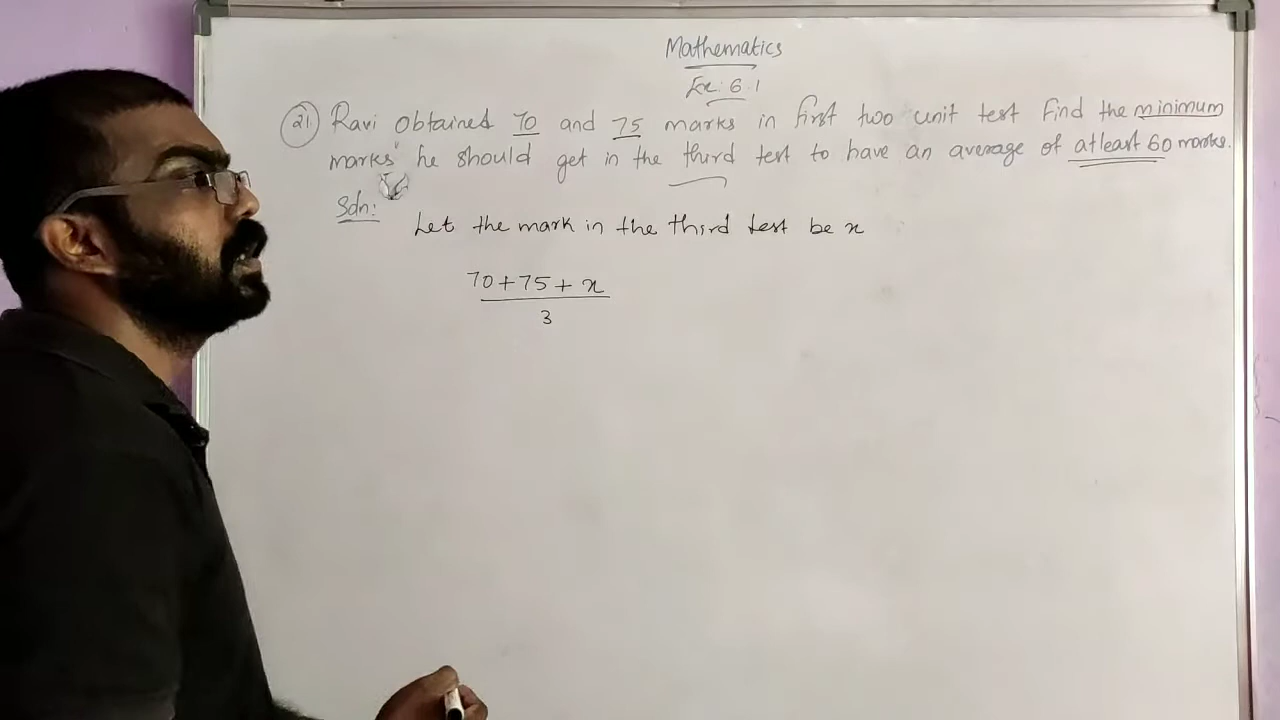 Mathematics
Ex: 6.1
21. Ravi obtained 70 and 75 marks in first two unit test Find the minimum
marks he should get in the third test to have an average of atleast 60 marks.
Soln:
Let the mark in the third test be x
70+75+x
3